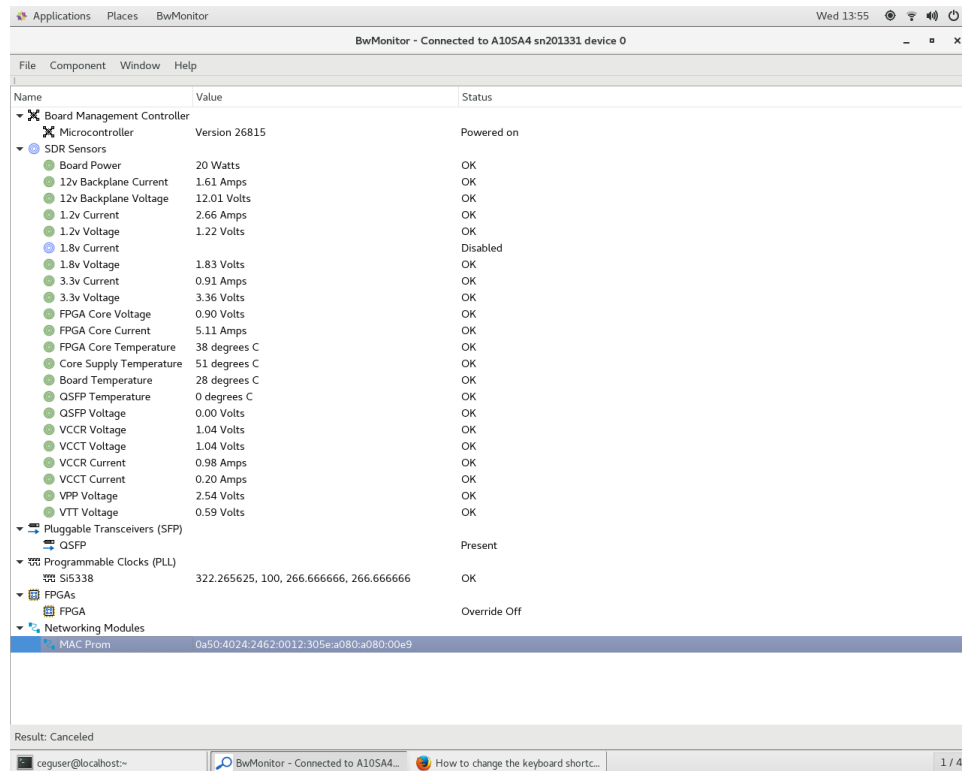 Applications Places BwMonitor Wed 13:55
BwMonitor - Connected to A10SA4 sn201331 device 0
File Component Window Help
Name Value Status
Board Management Controller
Microcontroller Version 26815 Powered on
SDR Sensors
Board Power 20 Watts OK
12v Backplane Current 1.61 Amps OK
12v Backplane Voltage 12.01 Volts OK
1.2v Current 2.66 Amps OK
1.2v Voltage 1.22 Volts OK
1.8v Current Disabled
1.8v Voltage 1.83 Volts OK
3.3v Current 0.91 Amps OK
3.3v Voltage 3.36 Volts OK
FPGA Core Voltage 0.90 Volts OK
FPGA Core Current 5.11 Amps OK
FPGA Core Temperature 38 degrees C OK
Core Supply Temperature 51 degrees C OK
Board Temperature 28 degrees C OK
QSFP Temperature 0 degrees C OK
QSFP Voltage 0.00 Volts OK
VCCR Voltage 1.04 Volts OK
VCCT Voltage 1.04 Volts OK
VCCR Current 0.98 Amps OK
VCCT Current 0.20 Amps OK
VPP Voltage 2.54 Volts OK
VTT Voltage 0.59 Volts OK
Pluggable Transceivers (SFP)
QSFP Present
Programmable Clocks (PLL)
Si5338 322.265625, 100, 266.666666, 266.666666 OK
FPGAs
FPGA Override Off
Networking Modules
MAC Prom 0a50:4024:2462:0012:305e:a080:a080:00e9
Result: Canceled
ceguser@localhost:~ BwMonitor - Connected to A10SA4... How to change the keyboard shortc... 1 / 4